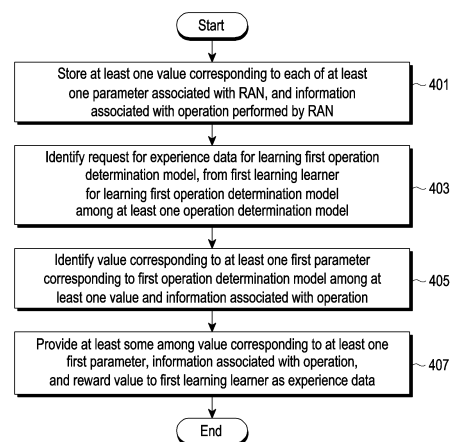 Start
Store at least one value corresponding to each of at least
one parameter associated with RAN, and information
associated with operation performed by RAN
401
Identify request for experience data for learning first operation
determination model, from first learning learner
for learning first operation determination model
among at least one operation determination model
403
Identify value corresponding to at least one first parameter
corresponding to first operation determination model among at
least one value and information associated with operation
405
Provide at least some among value corresponding to at least one
first parameter, information associated with operation,
and reward value to first learning learner as experience data
407
End